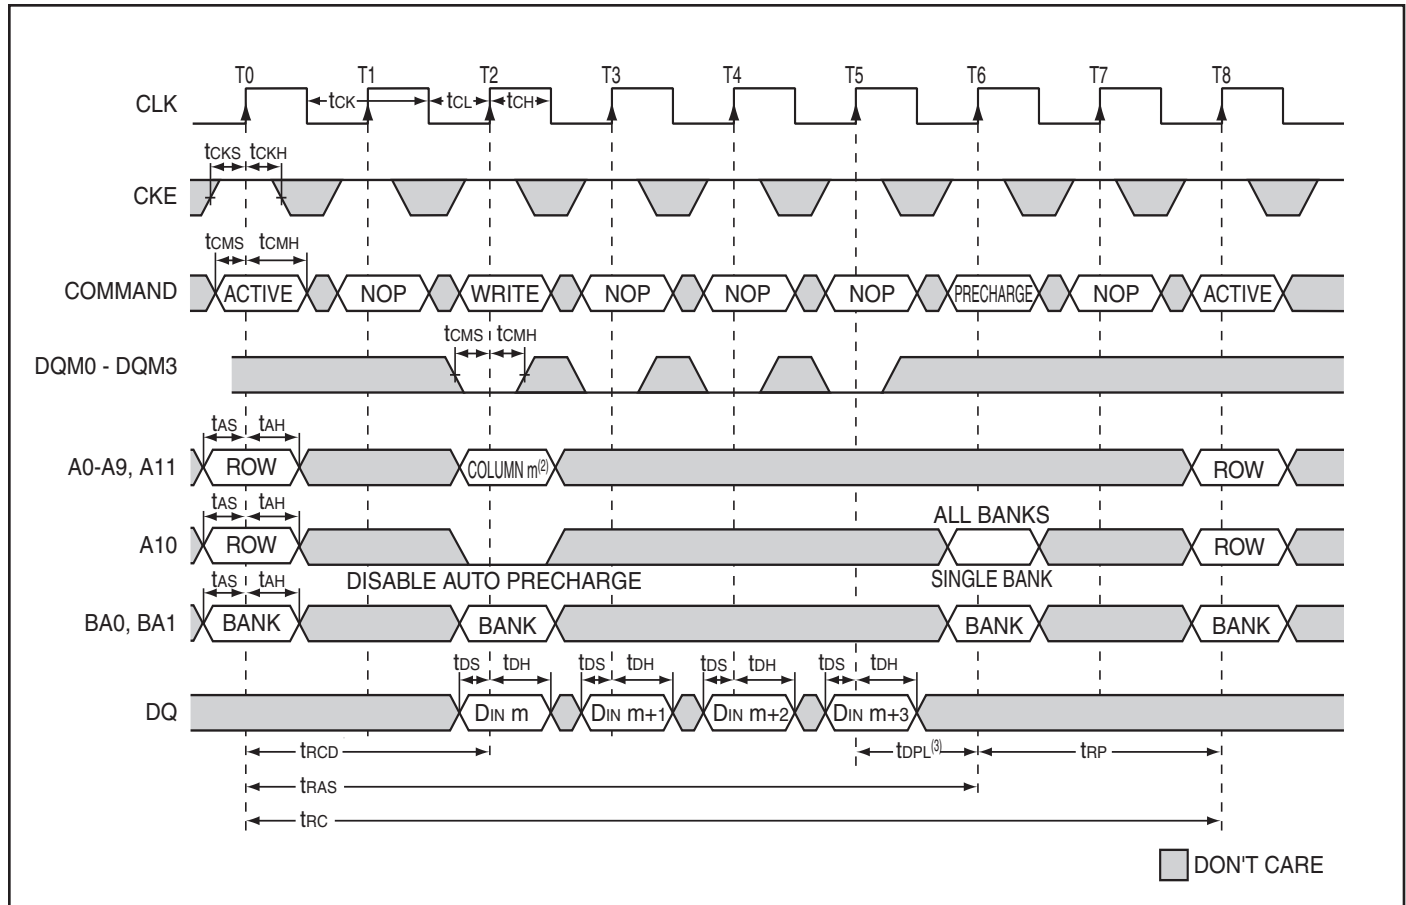 T0 T1 T2 T3 T4 T5 T6 T7 T8
CLK tCK tCL tCH
tCKS tCKH
CKE
tCMS tCMH
COMMAND ACTIVE NOP WRITE NOP NOP NOP PRECHARGE NOP ACTIVE
tCMS tCMH
DQM0 - DQM3
tAS tAH
A0-A9, A11 ROW COLUMN m(2) ROW
tAS tAH
ALL BANKS
A10 ROW ROW
DISABLE AUTO PRECHARGE SINGLE BANK
tAS tAH
BA0, BA1 BANK BANK BANK BANK
tDS tDH tDS tDH tDS tDH tDS tDH
DQ DIN m DIN m+1 DIN m+2 DIN m+3
tRCD tDPL(3) tRP
tRAS
tRC
DON'T CARE